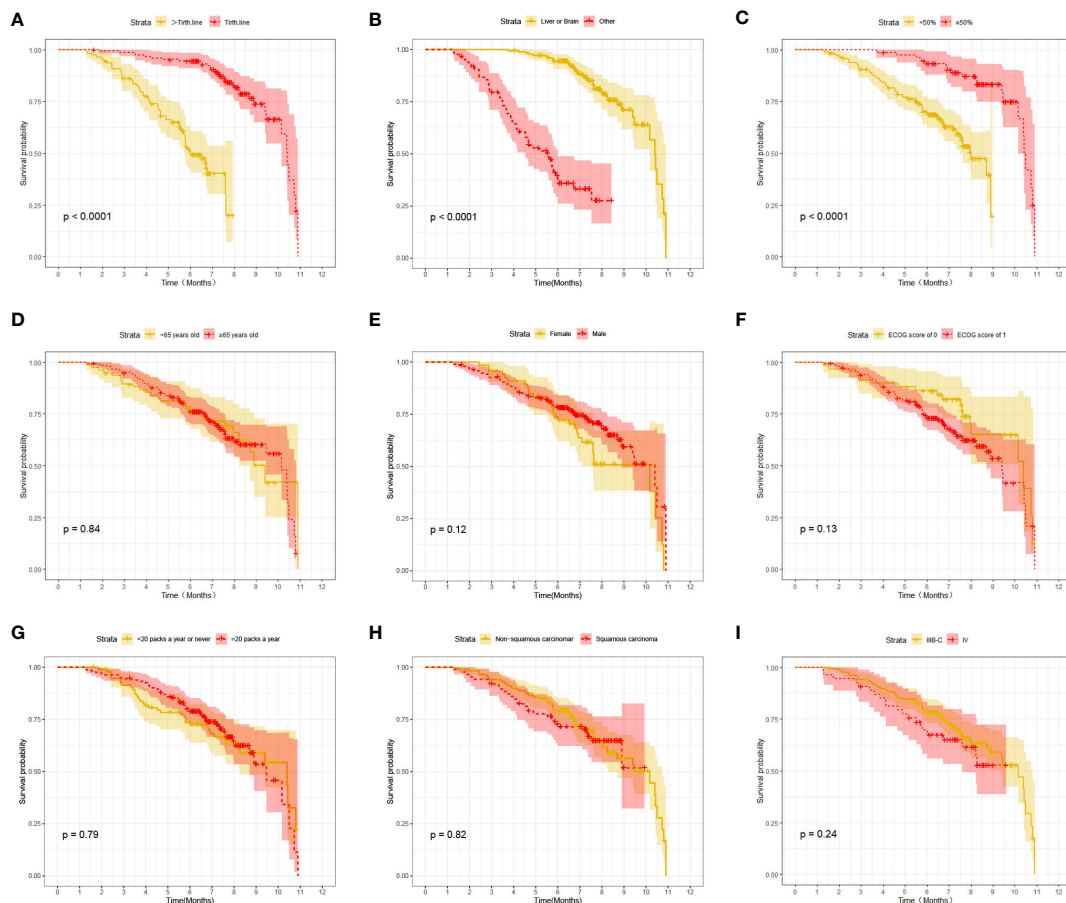 A
Strata >Tirth.line Tirth.line
Survival probability
1.00
0.75
0.50
0.25
0.00
p < 0.0001
0 1 2 3 4 5 6 7 8 9 10 11 12
Time (Months)
B
Strata Liver or Brain Other
Survival probability
1.00
0.75
0.50
0.25
0.00
p < 0.0001
0 1 2 3 4 5 6 7 8 9 10 11 12
Time(Months)
C
Strata <50% ≥50%
Survival probability
1.00
0.75
0.50
0.25
0.00
p < 0.0001
0 1 2 3 4 5 6 7 8 9 10 11 12
Time (Months)
D
Strata <65 years old ≥65 years old
Survival probability
1.00
0.75
0.50
0.25
0.00
p = 0.84
0 1 2 3 4 5 6 7 8 9 10 11 12
Time (Months)
E
Strata Female Male
Survival probability
1.00
0.75
0.50
0.25
0.00
p = 0.12
0 1 2 3 4 5 6 7 8 9 10 11 12
Time(Months)
F
Strata ECOG score of 0 ECOG score of 1
Survival probability
1.00
0.75
0.50
0.25
0.00
p = 0.13
0 1 2 3 4 5 6 7 8 9 10 11 12
Time (Months)
G
Strata <20 packs a year or never =20 packs a year
Survival probability
1.00
0.75
0.50
0.25
0.00
p = 0.79
0 1 2 3 4 5 6 7 8 9 10 11 12
Time(Months)
H
Strata Non-squamous carcinomar Squamous carcinoma
Survival probability
1.00
0.75
0.50
0.25
0.00
p = 0.82
0 1 2 3 4 5 6 7 8 9 10 11 12
Time(Months)
I
Strata IIIB-C IV
Survival probability
1.00
0.75
0.50
0.25
0.00
p = 0.24
0 1 2 3 4 5 6 7 8 9 10 11 12
Time (Months)